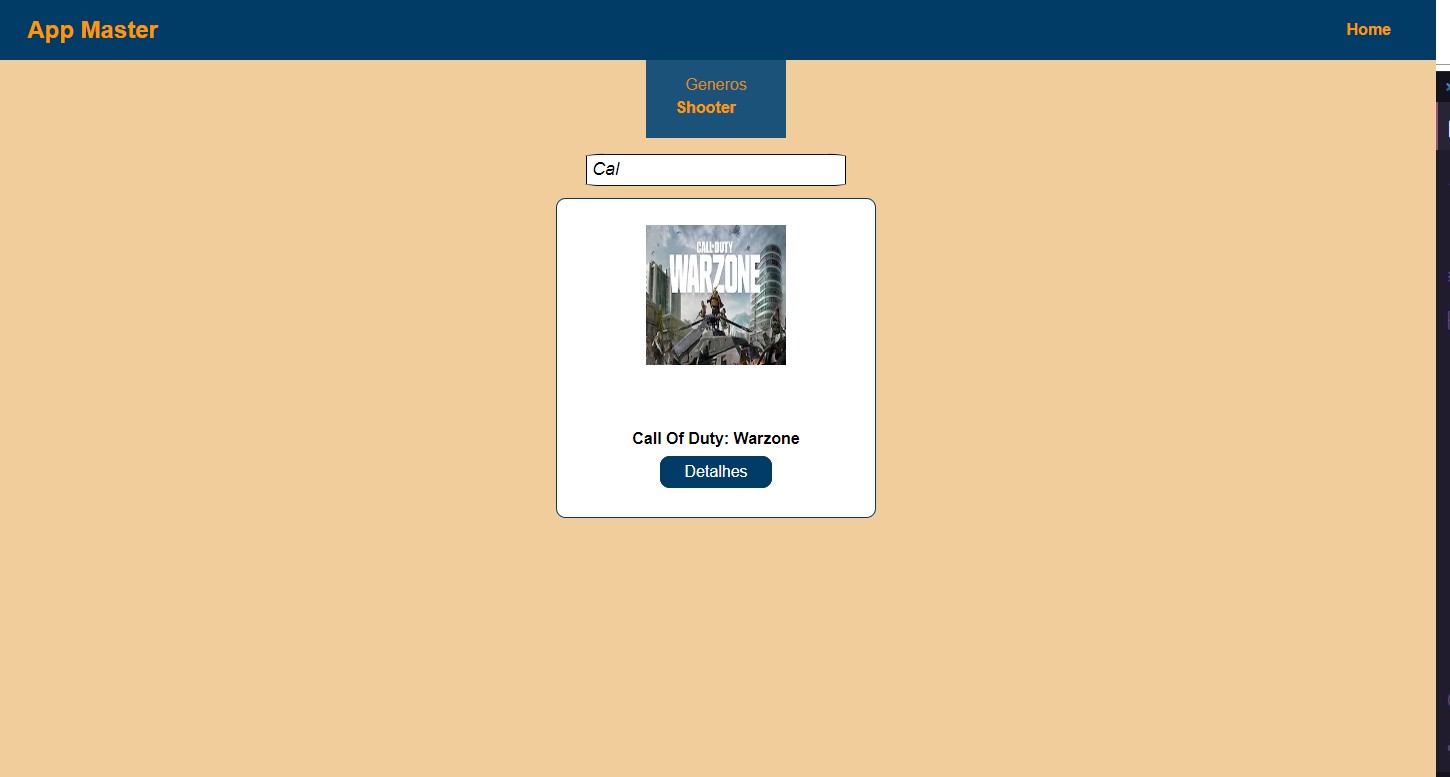 App Master
Home
Generos
Shooter
Cal
CALL OF DUTY
WARZONE
Call Of Duty: Warzone
Detalhes